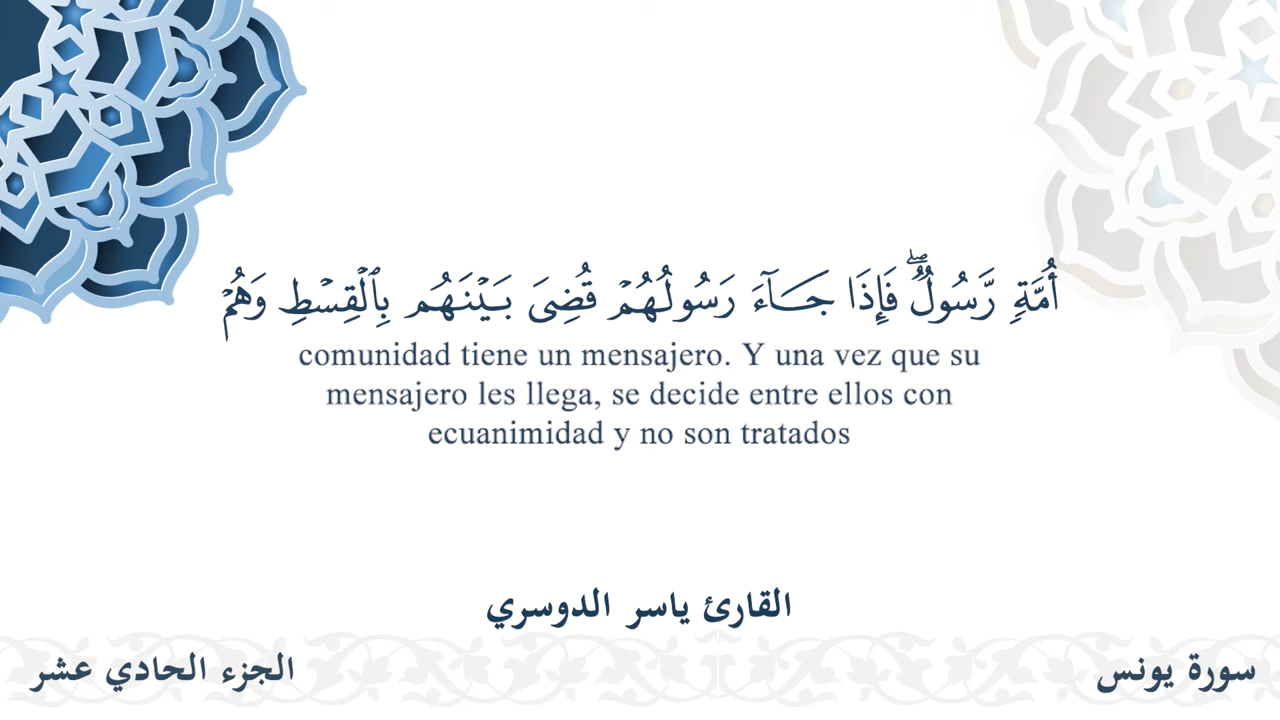 أُمَّةٖ رَّسُولٞۖ فَإِذَا جَآءَ رَسُولُهُمۡ قُضِيَ بَيۡنَهُم بِٱلۡقِسۡطِ وَهُمۡ
comunidad tiene un mensajero. Y una vez que su
mensajero les llega, se decide entre ellos con
ecuanimidad y no son tratados
القارئ ياسر الدوسري
سورة يونس
الجزء الحادي عشر